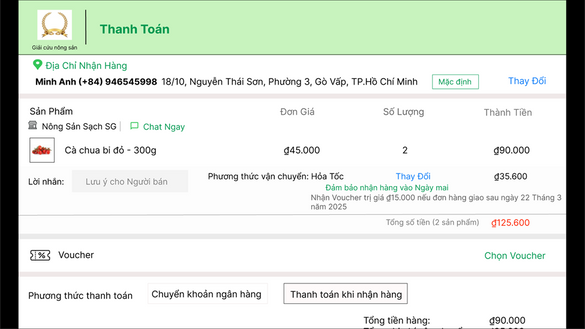 Thanh Toán
Giải cứu nông sản
Địa Chỉ Nhận Hàng
Minh Anh (+84) 946545998 18/10, Nguyễn Thái Sơn, Phường 3, Gò Vấp, TP.Hồ Chí Minh Mặc định Thay Đổi
Sản Phẩm Đơn Giá Số Lượng Thành Tiền
Nông Sản Sạch SG Chat Ngay
Cà chua bi đỏ - 300g ₫45.000 2 ₫90.000
Lời nhắn: Lưu ý cho Người bán Phương thức vận chuyển: Hỏa Tốc Thay Đổi ₫35.600
Đảm bảo nhận hàng vào Ngày mai
Nhận Voucher trị giá ₫15.000 nếu đơn hàng giao sau ngày 22 Tháng 3
năm 2025
Tổng số tiền (2 sản phẩm) ₫125.600
Voucher Chọn Voucher
Phương thức thanh toán Chuyển khoản ngân hàng Thanh toán khi nhận hàng
Tổng tiền hàng: ₫90.000